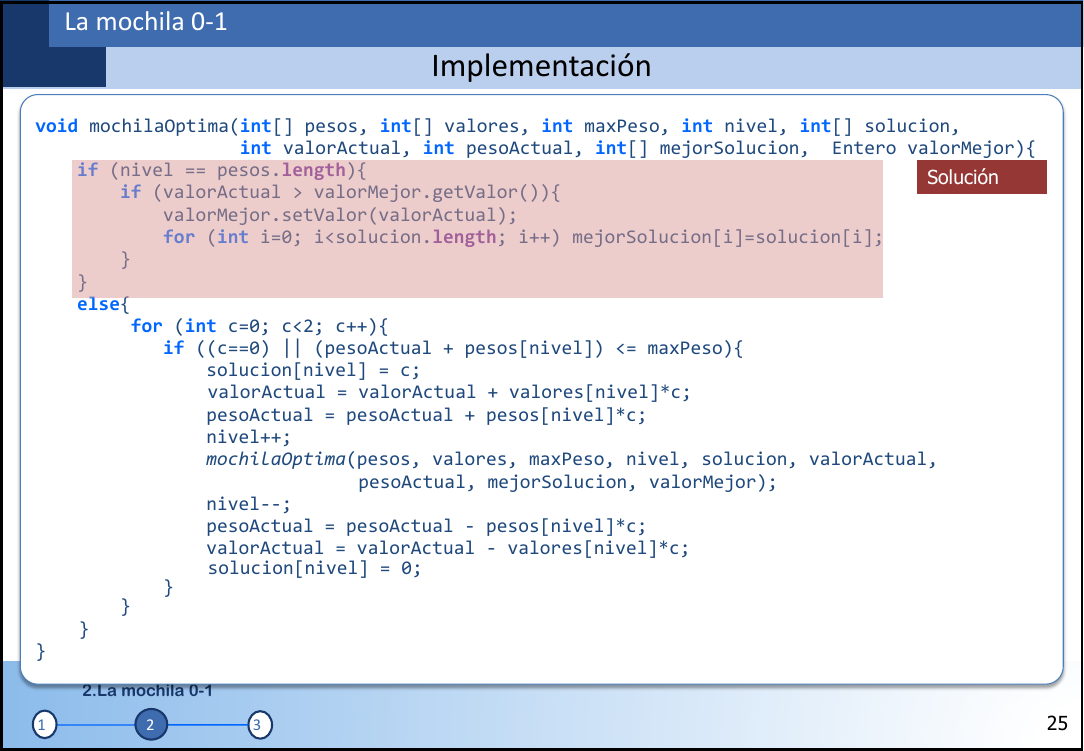 La mochila 0-1
Implementación
void mochilaOptima(int[] pesos, int[] valores, int maxPeso, int nivel, int[] solucion,
int valorActual, int pesoActual, int[] mejorSolucion,  Entero valorMejor){
if (nivel == pesos.length){
Solución
if (valorActual > valorMejor.getValor()){
valorMejor.setValor(valorActual);
for (int i=0; i<solucion.length; i++) mejorSolucion[i]=solucion[i];
}
}
else{
for (int c=0; c<2; c++){
if ((c==0) || (pesoActual + pesos[nivel]) <= maxPeso){
solucion[nivel] = c;
valorActual = valorActual + valores[nivel]*c;
pesoActual = pesoActual + pesos[nivel]*c;
nivel++;
mochilaOptima(pesos, valores, maxPeso, nivel, solucion, valorActual,
pesoActual, mejorSolucion, valorMejor);
nivel--;
pesoActual = pesoActual - pesos[nivel]*c;
valorActual = valorActual - valores[nivel]*c;
solucion[nivel] = 0;
}
}
}
}
2.La mochila 0-1
1 2 3
25